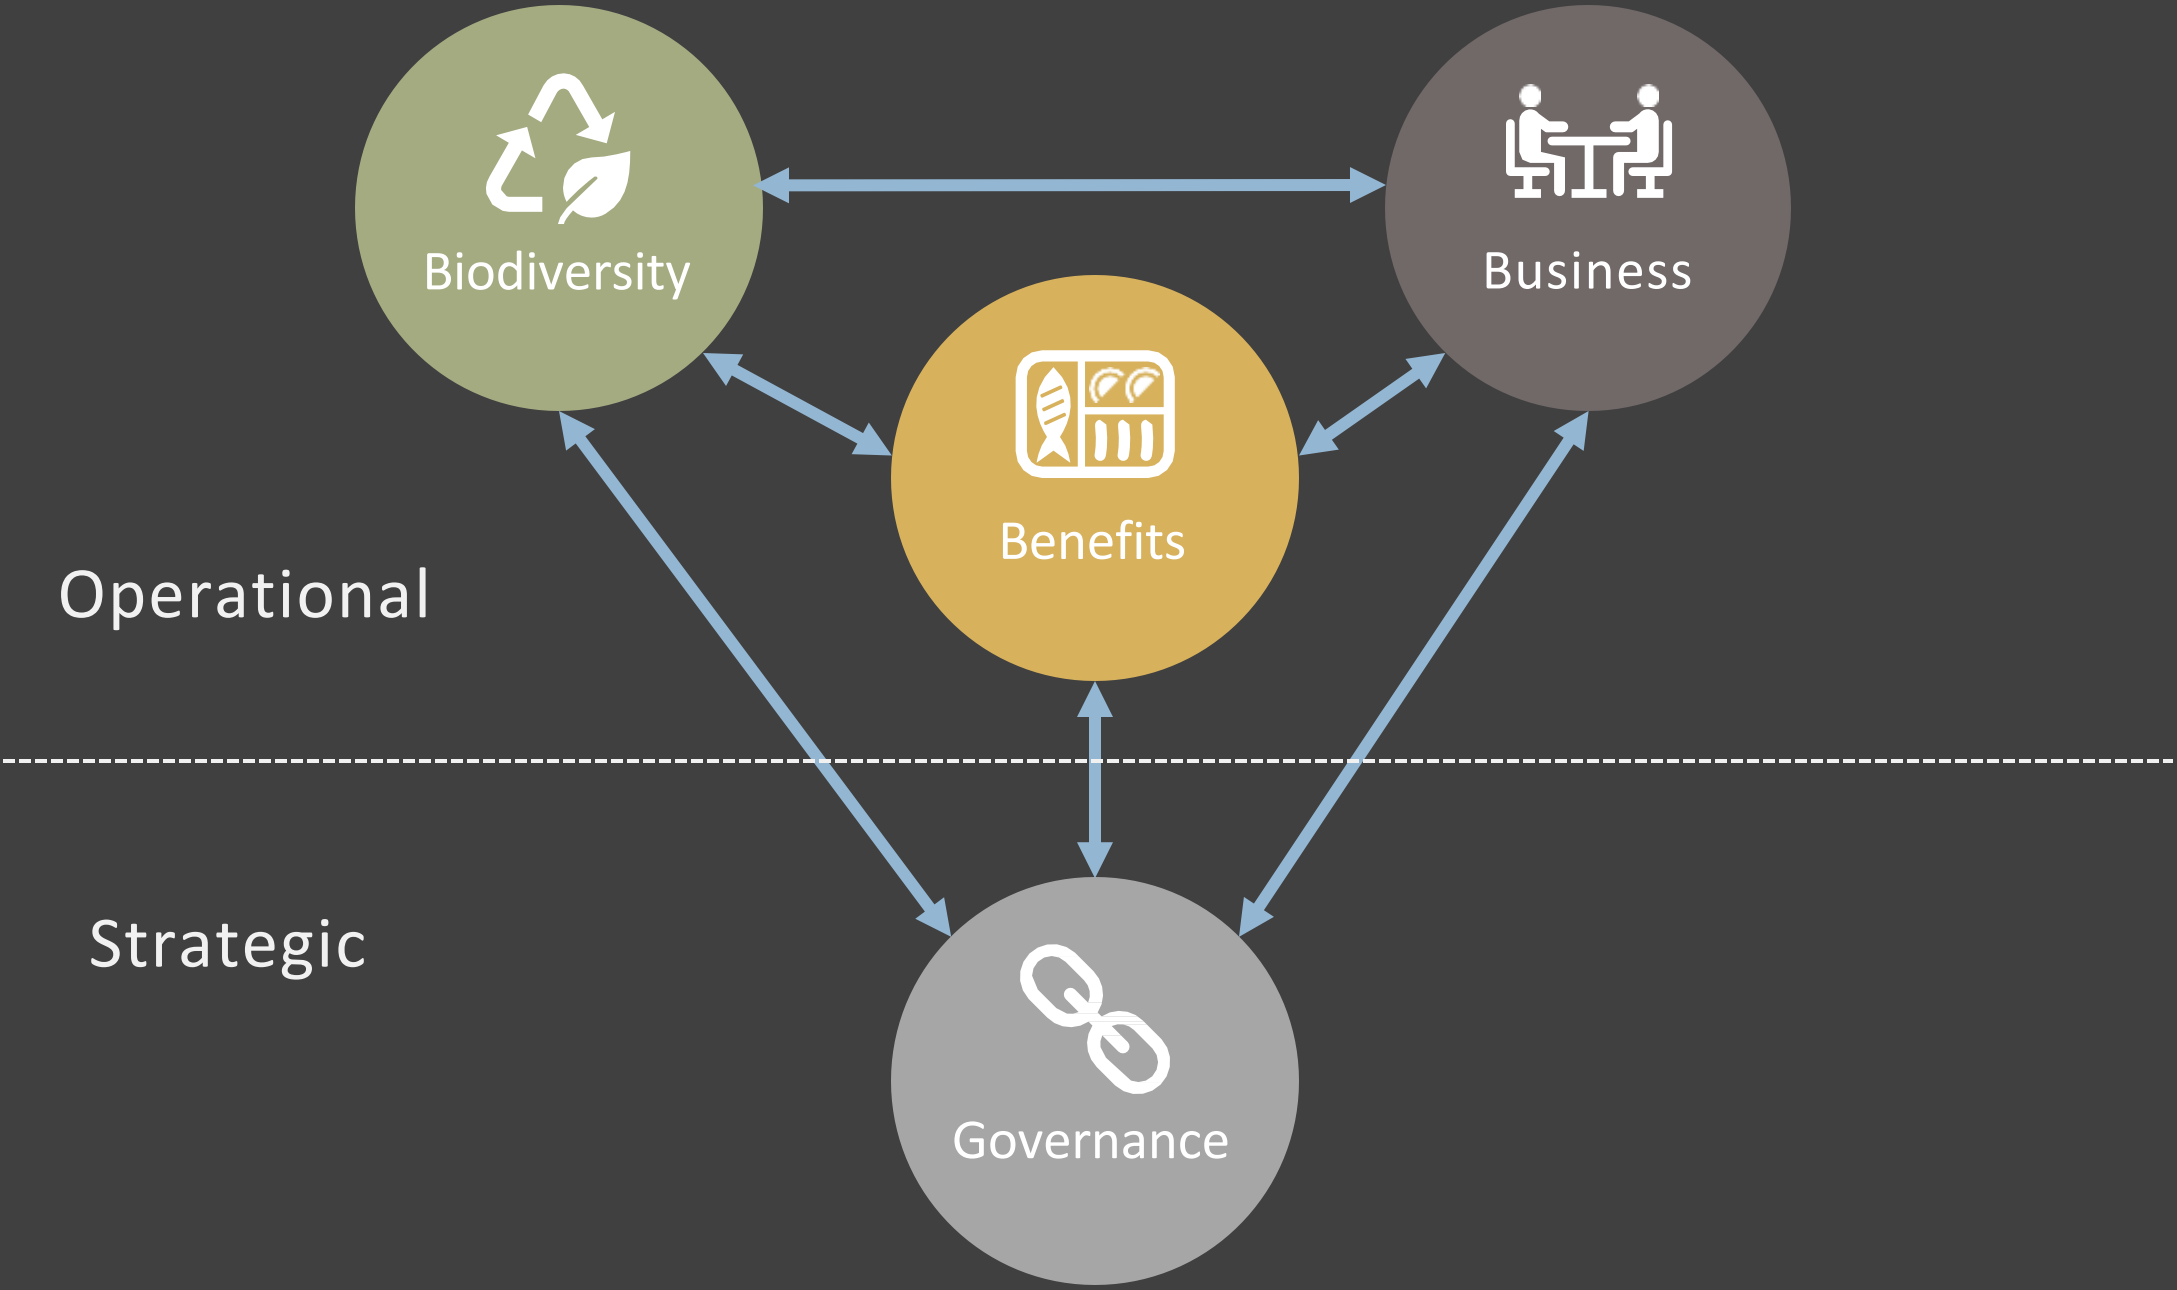 Biodiversity
Business
Benefits
Operational
Strategic
Governance